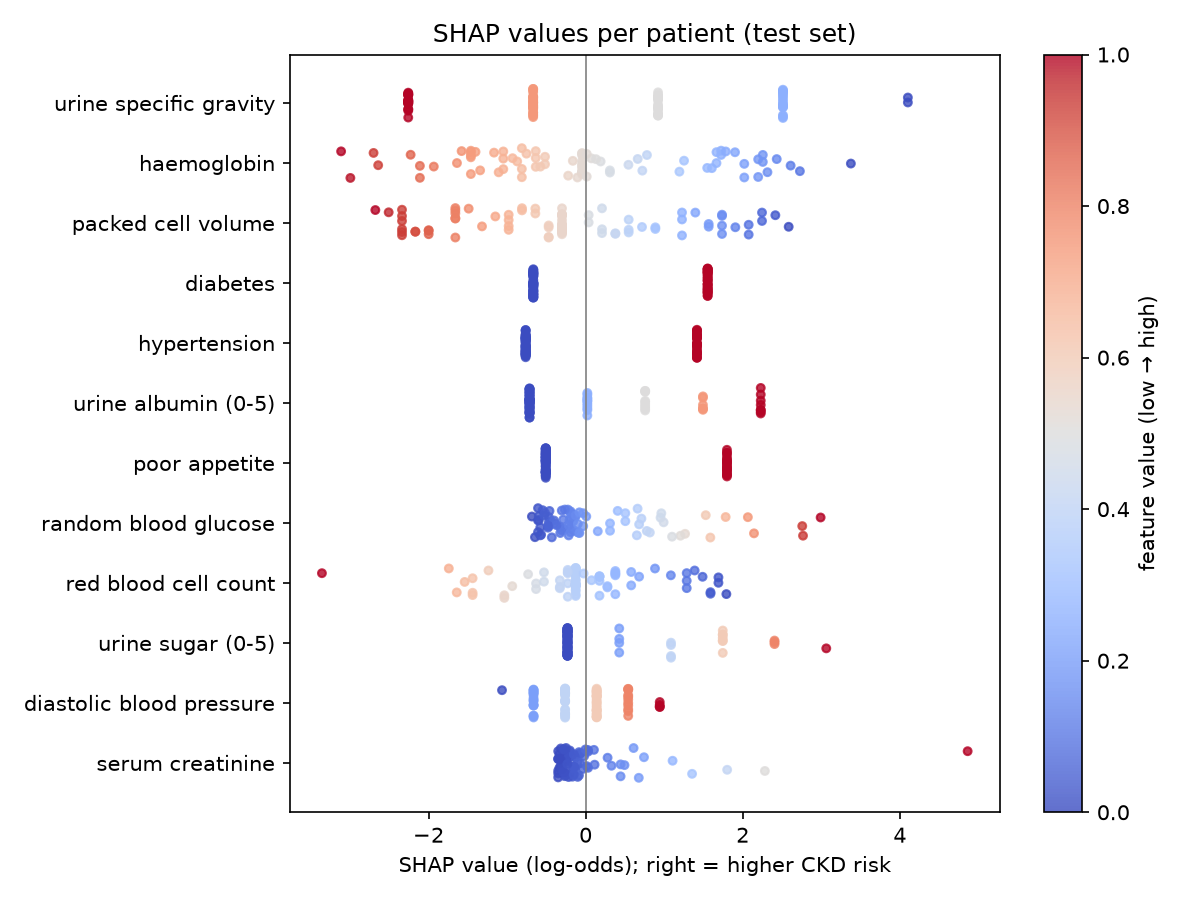 SHAP values per patient (test set)
urine specific gravity
haemoglobin
packed cell volume
diabetes
hypertension
urine albumin (0-5)
poor appetite
random blood glucose
red blood cell count
urine sugar (0-5)
diastolic blood pressure
serum creatinine
−2
0
2
4
SHAP value (log-odds); right = higher CKD risk
1.0
0.8
0.6
0.4
0.2
0.0
feature value (low → high)